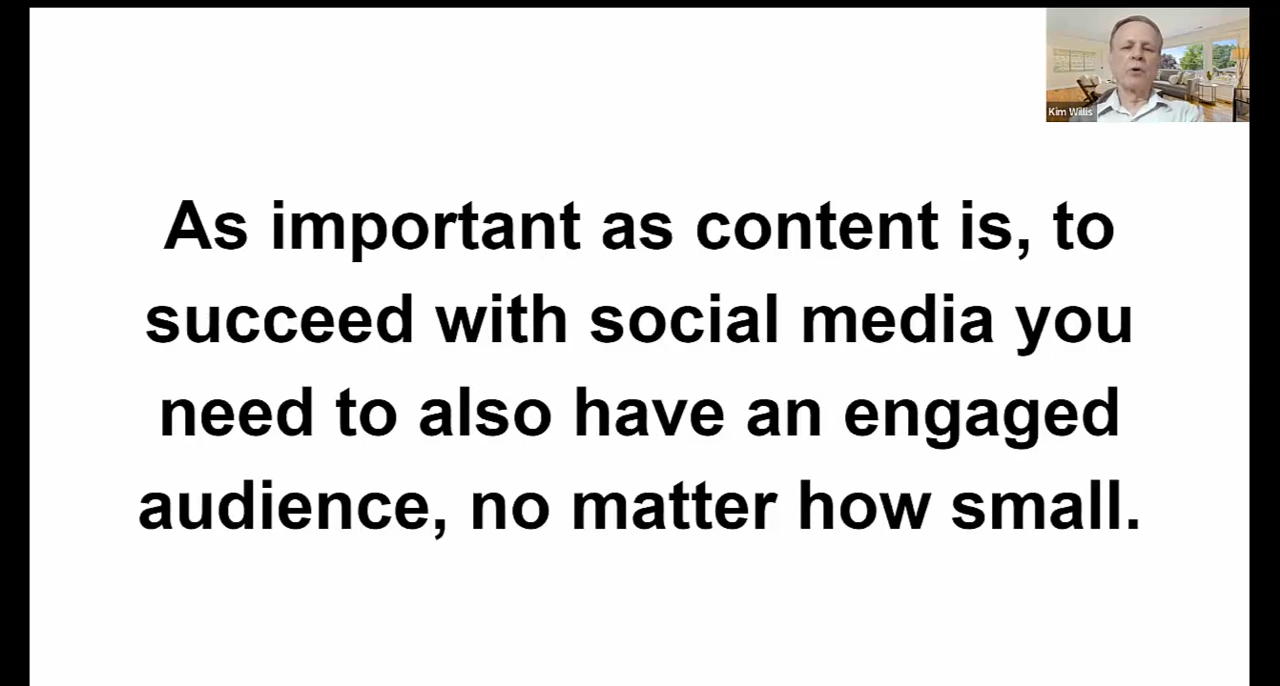 Kim Willis
As important as content is, to
succeed with social media you
need to also have an engaged
audience, no matter how small.